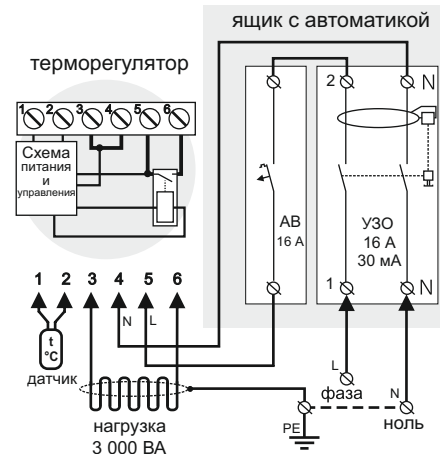 ящик с автоматикой
терморегулятор
1 2 3 4 5 6
Схема
питания
и
управления
2 N
АВ
16 А
УЗО
16 А
30 мА
1 N
1 2 3 4 5 6
N L
t
°C
датчик
нагрузка
3 000 ВА
L
фаза
N
ноль
PE